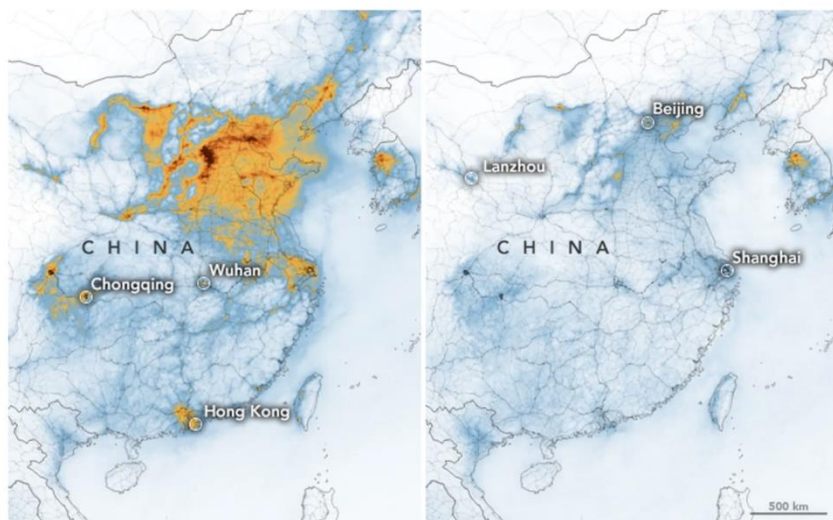 Beijing
Lanzhou
CHINA
CHINA
Shanghai
Wuhan
Chongqing
Hong Kong
500 km